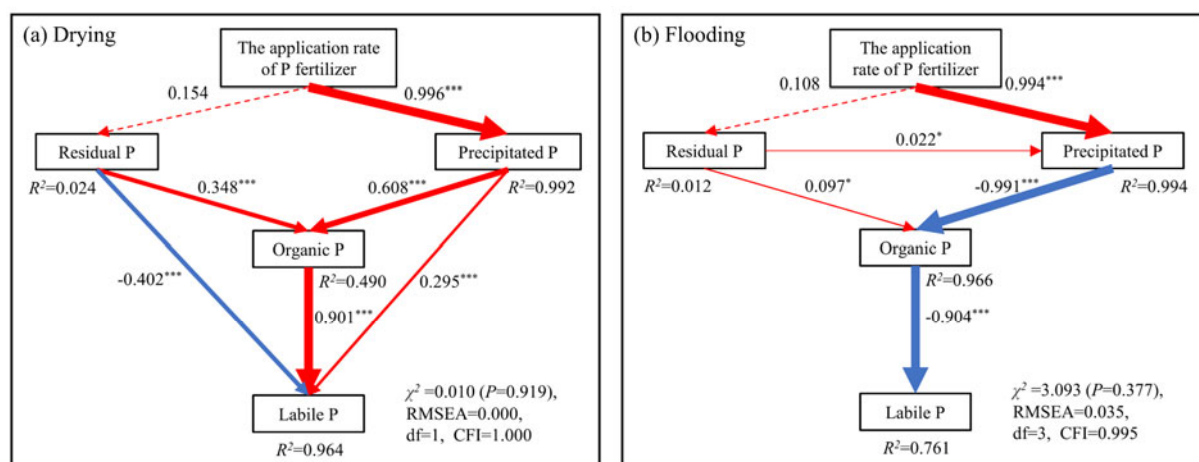 (a) Drying
The application rate
of P fertilizer
0.154
0.996***
Residual P
Precipitated P
R²=0.024
0.348***
0.608***
R²=0.992
Organic P
-0.402***
R²=0.490
0.295***
0.901***
Labile P
R²=0.964
χ² =0.010 (P=0.919),
RMSEA=0.000,
df=1, CFI=1.000
(b) Flooding
The application
rate of P fertilizer
0.108
0.994***
Residual P
0.022*
Precipitated P
R²=0.012
0.097*
-0.991***
R²=0.994
Organic P
R²=0.966
-0.904***
Labile P
R²=0.761
χ² =3.093 (P=0.377),
RMSEA=0.035,
df=3, CFI=0.995